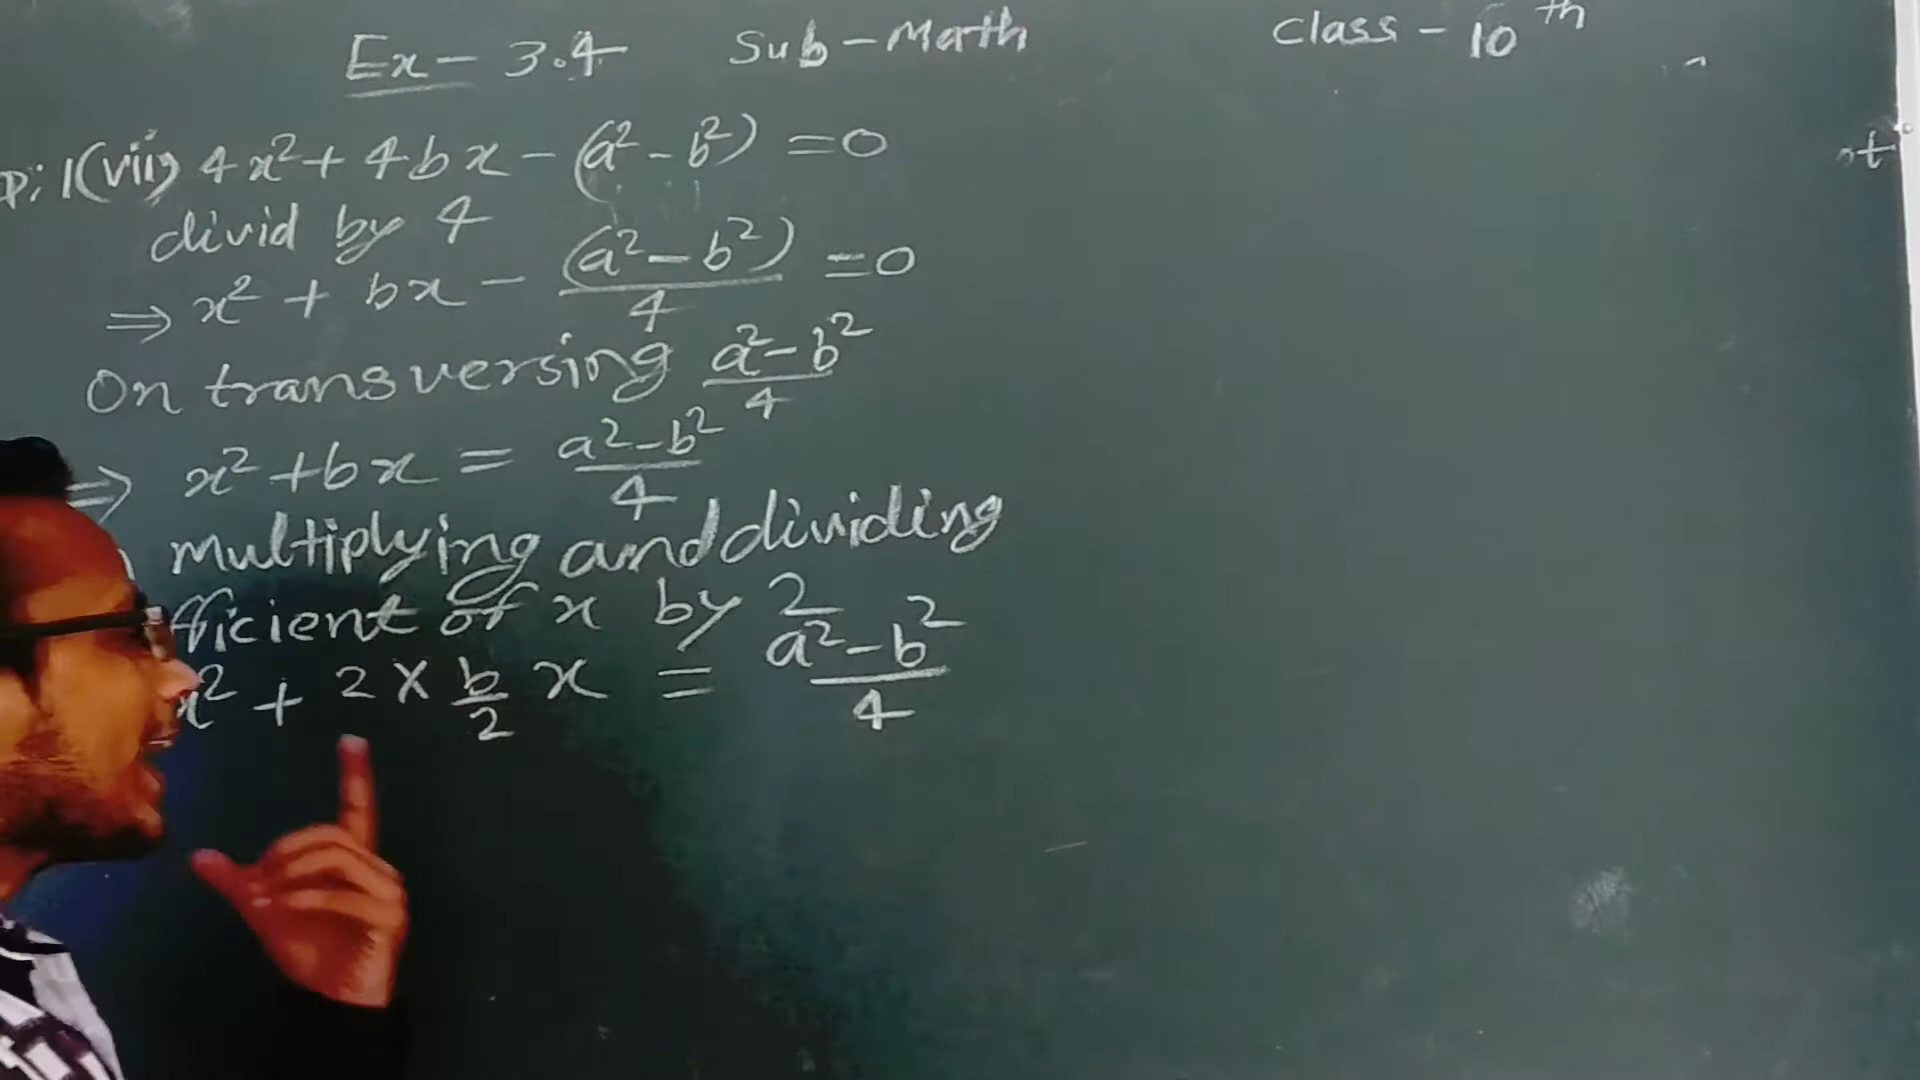 Ex- 3.4 Sub-Math Class-10th
1(vii) 4x²+4bx-(a²-b²)=0
divid by 4
⇒ x²+bx-(a²-b²)/4=0
On transversing a²-b²/4
⇒ x²+bx=a²-b²/4
multiplying and dividing
fficient of x by 2
x²+2×b/2 x=a²-b²/4